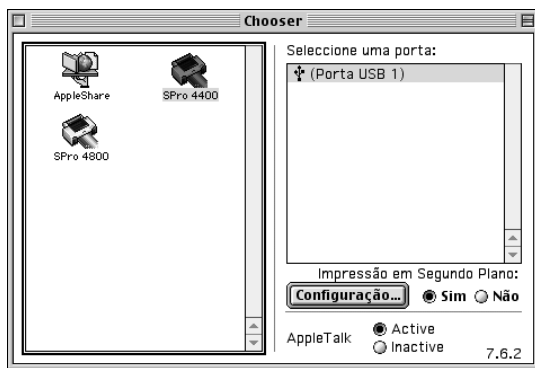 Chooser
AppleShare
SPro 4400
SPro 4800
Seleccione uma porta:
(Porta USB 1)
Impressão em Segundo Plano:
Configuração... Sim Não
AppleTalk
Active
Inactive
7.6.2